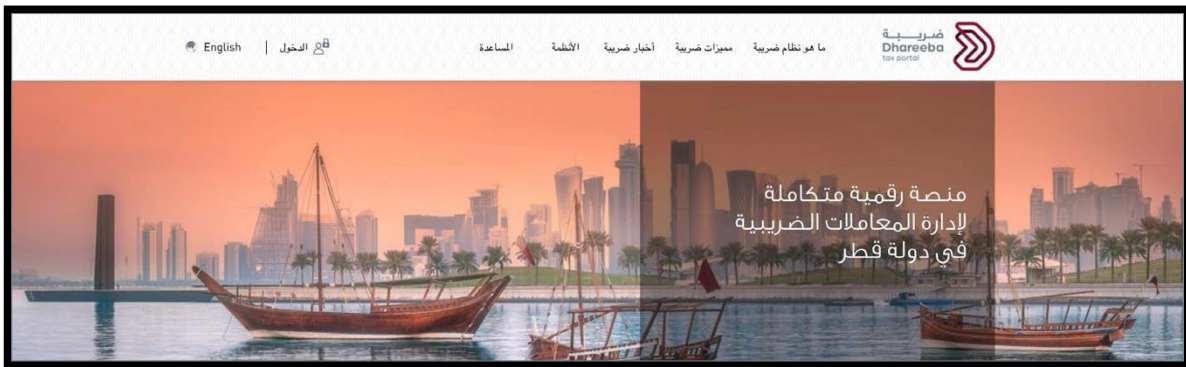 ضريبة
Dhareeba
tax portal
ما هو نظام ضريبة
مميزات ضريبة
أخبار ضريبة
الأنظمة
المساعدة
الدخول
English
منصة رقمية متكاملة
لإدارة المعاملات الضريبية
في دولة قطر